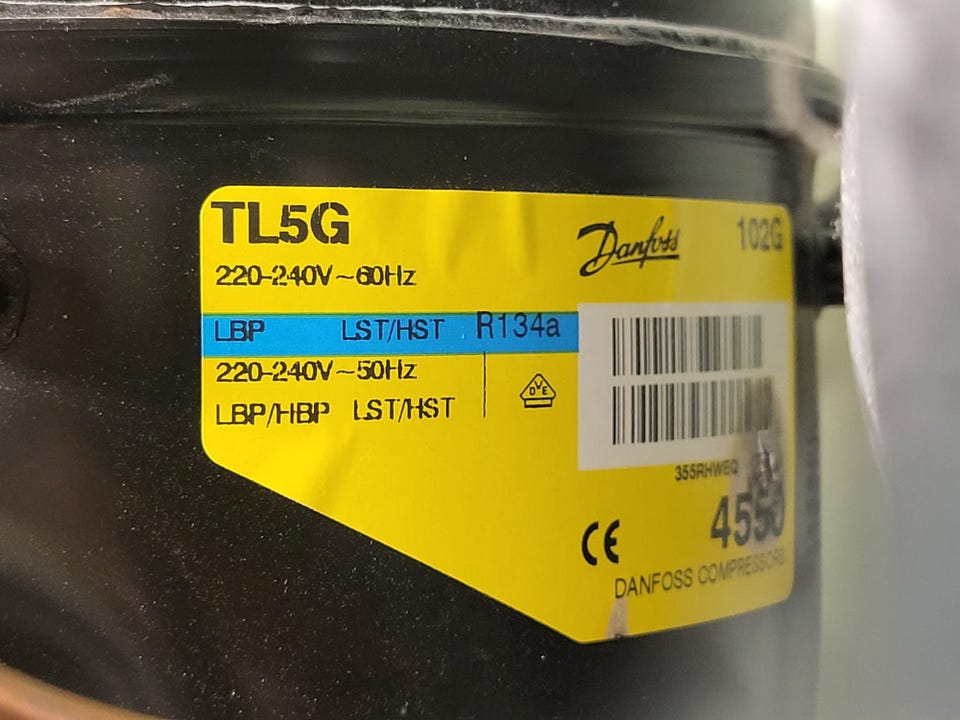 TL5G
Danfoss 102G
220-240V~60Hz
LBP LST/HST R134a
220-240V~50Hz
LBP/HBP LST/HST
DVE
355RHWEQ
4550
CE
DANFOSS COMPRESSORS